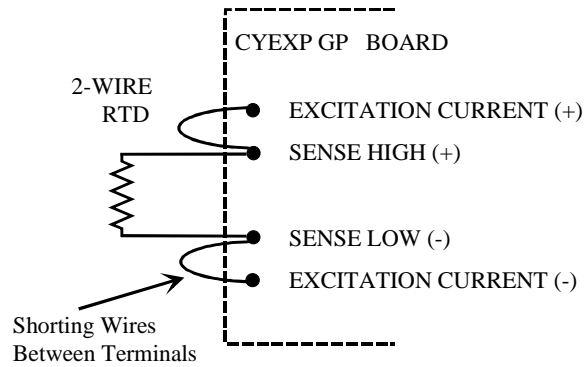 CYEXP GP BOARD
2-WIRE
RTD
EXCITATION CURRENT (+)
SENSE HIGH (+)
SENSE LOW (-)
EXCITATION CURRENT (-)
Shorting Wires
Between Terminals